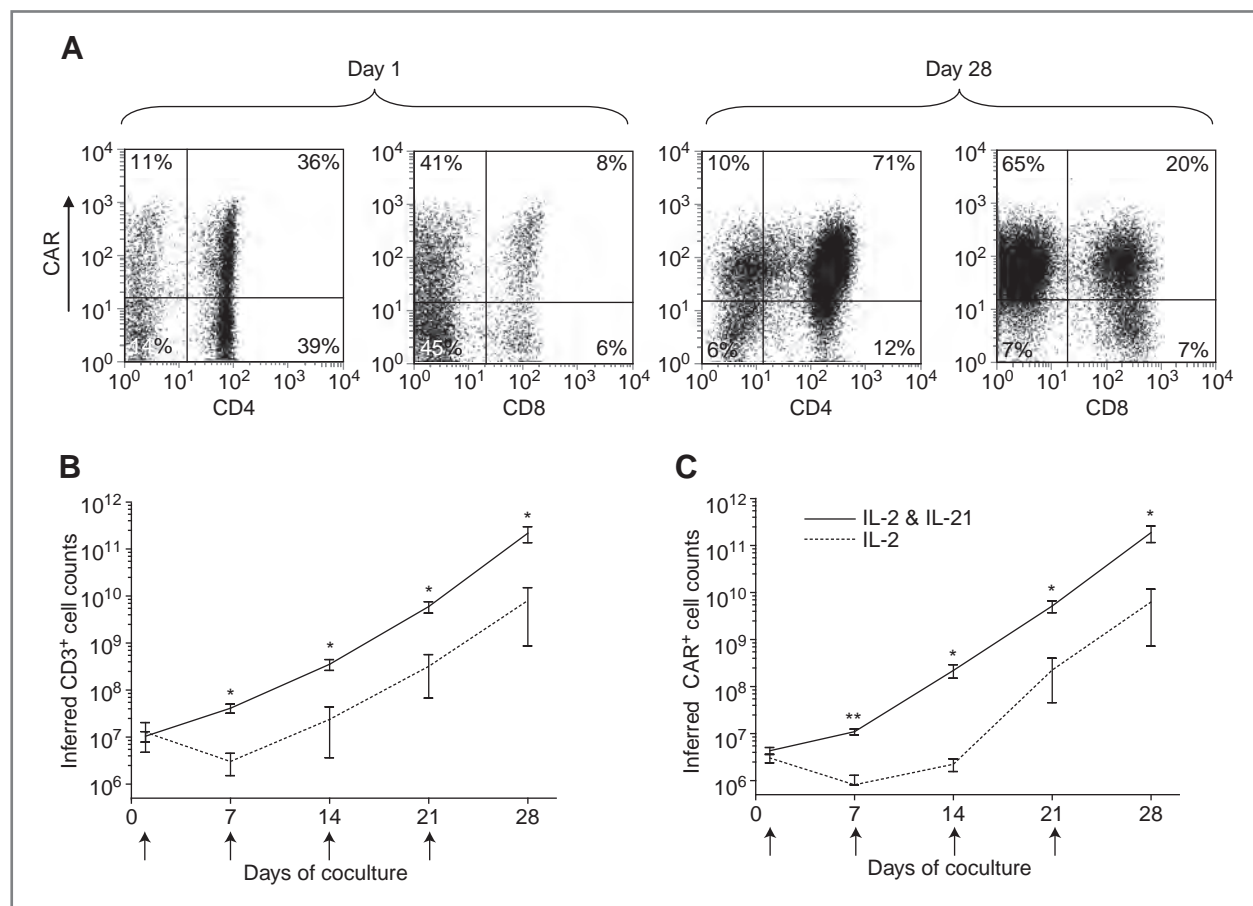 A
Day 1
Day 28
10⁴
10³
10²
10¹
10⁰
CAR
11%
36%
14%
39%
10⁰ 10¹ 10² 10³ 10⁴
CD4
10⁴
10³
10²
10¹
10⁰
41%
8%
45%
6%
10⁰ 10¹ 10² 10³ 10⁴
CD8
10⁴
10³
10²
10¹
10⁰
10%
71%
6%
12%
10⁰ 10¹ 10² 10³ 10⁴
CD4
10⁴
10³
10²
10¹
10⁰
65%
20%
7%
7%
10⁰ 10¹ 10² 10³ 10⁴
CD8
B
Inferred CD3⁺ cell counts
10¹²
10¹¹
10¹⁰
10⁹
10⁸
10⁷
10⁶
* * * *
0 7 14 21 28
Days of coculture
C
Inferred CAR⁺ cell counts
10¹²
10¹¹
10¹⁰
10⁹
10⁸
10⁷
10⁶
IL-2 & IL-21
IL-2
** * * *
0 7 14 21 28
Days of coculture